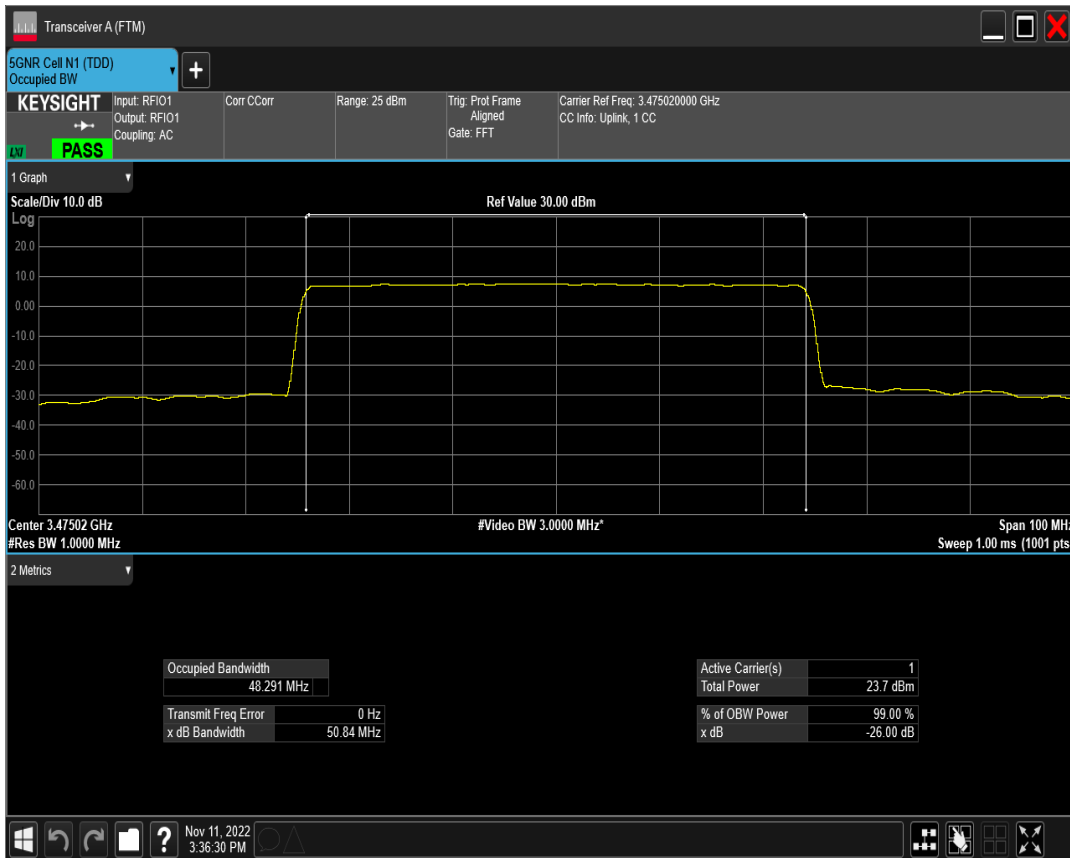 Transceiver A (FTM)
5GNR Cell N1 (TDD)
Occupied BW
+
KEYSIGHT
LXI
PASS
Input: RFIO1
Output: RFIO1
Coupling: AC
Corr CCorr
Range: 25 dBm
Trig: Prot Frame
Aligned
Gate: FFT
Carrier Ref Freq: 3.475020000 GHz
CC Info: Uplink, 1 CC
1 Graph
Scale/Div 10.0 dB
Ref Value 30.00 dBm
Log
20.0
10.0
0.00
-10.0
-20.0
-30.0
-40.0
-50.0
-60.0
Center 3.47502 GHz
#Video BW 3.0000 MHz*
Span 100 MHz
#Res BW 1.0000 MHz
Sweep 1.00 ms (1001 pts
2 Metrics
Occupied Bandwidth
48.291 MHz
Transmit Freq Error 0 Hz
x dB Bandwidth 50.84 MHz
Active Carrier(s) 1
Total Power 23.7 dBm
% of OBW Power 99.00 %
x dB -26.00 dB
?
Nov 11, 2022
3:36:30 PM